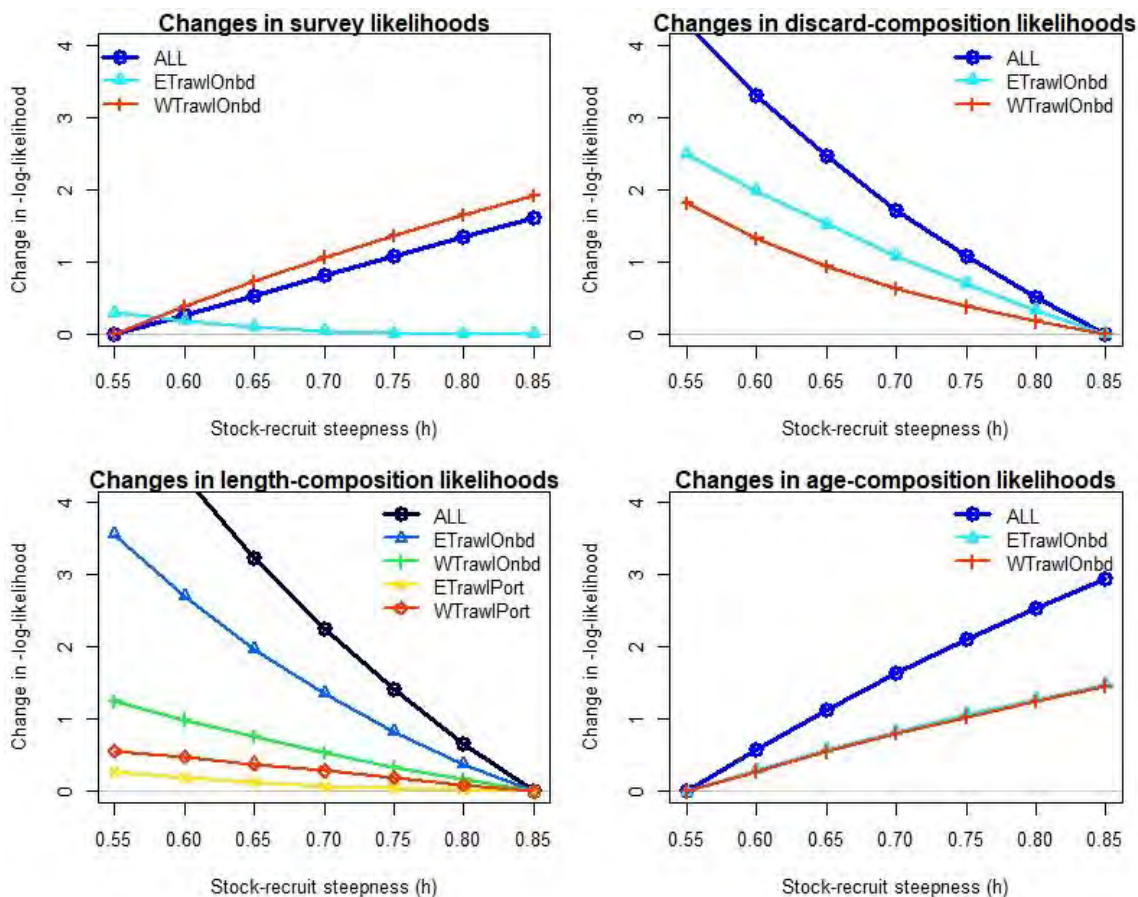 Changes in survey likelihoods
Change in -log-likelihood
4
3
2
1
0
ALL
ETrawlOnbd
WTrawlOnbd
0.55 0.60 0.65 0.70 0.75 0.80 0.85
Stock-recruit steepness (h)
Changes in discard-composition likelihoods
Change in -log-likelihood
4
3
2
1
0
ALL
ETrawlOnbd
WTrawlOnbd
0.55 0.60 0.65 0.70 0.75 0.80 0.85
Stock-recruit steepness (h)
Changes in length-composition likelihoods
Change in -log-likelihood
4
3
2
1
0
ALL
ETrawlOnbd
WTrawlOnbd
ETrawlPort
WTrawlPort
0.55 0.60 0.65 0.70 0.75 0.80 0.85
Stock-recruit steepness (h)
Changes in age-composition likelihoods
Change in -log-likelihood
4
3
2
1
0
ALL
ETrawlOnbd
WTrawlOnbd
0.55 0.60 0.65 0.70 0.75 0.80 0.85
Stock-recruit steepness (h)